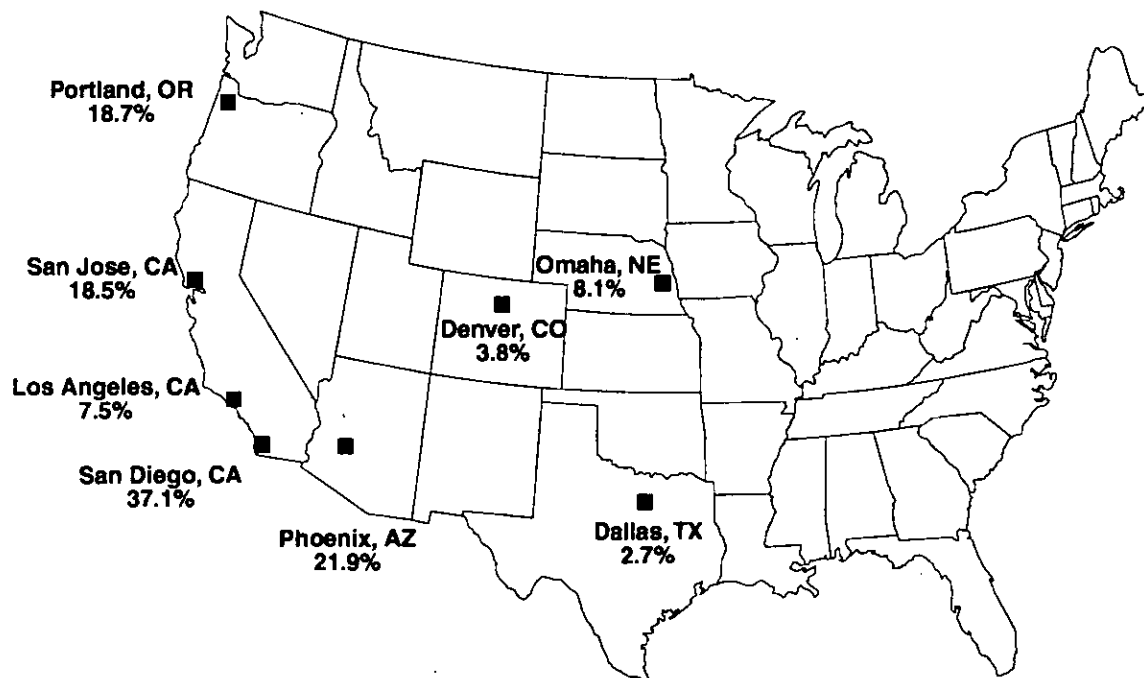 Portland, OR
18.7%
San Jose, CA
18.5%
Omaha, NE
8.1%
Denver, CO
3.8%
Los Angeles, CA
7.5%
San Diego, CA
37.1%
Phoenix, AZ
21.9%
Dallas, TX
2.7%